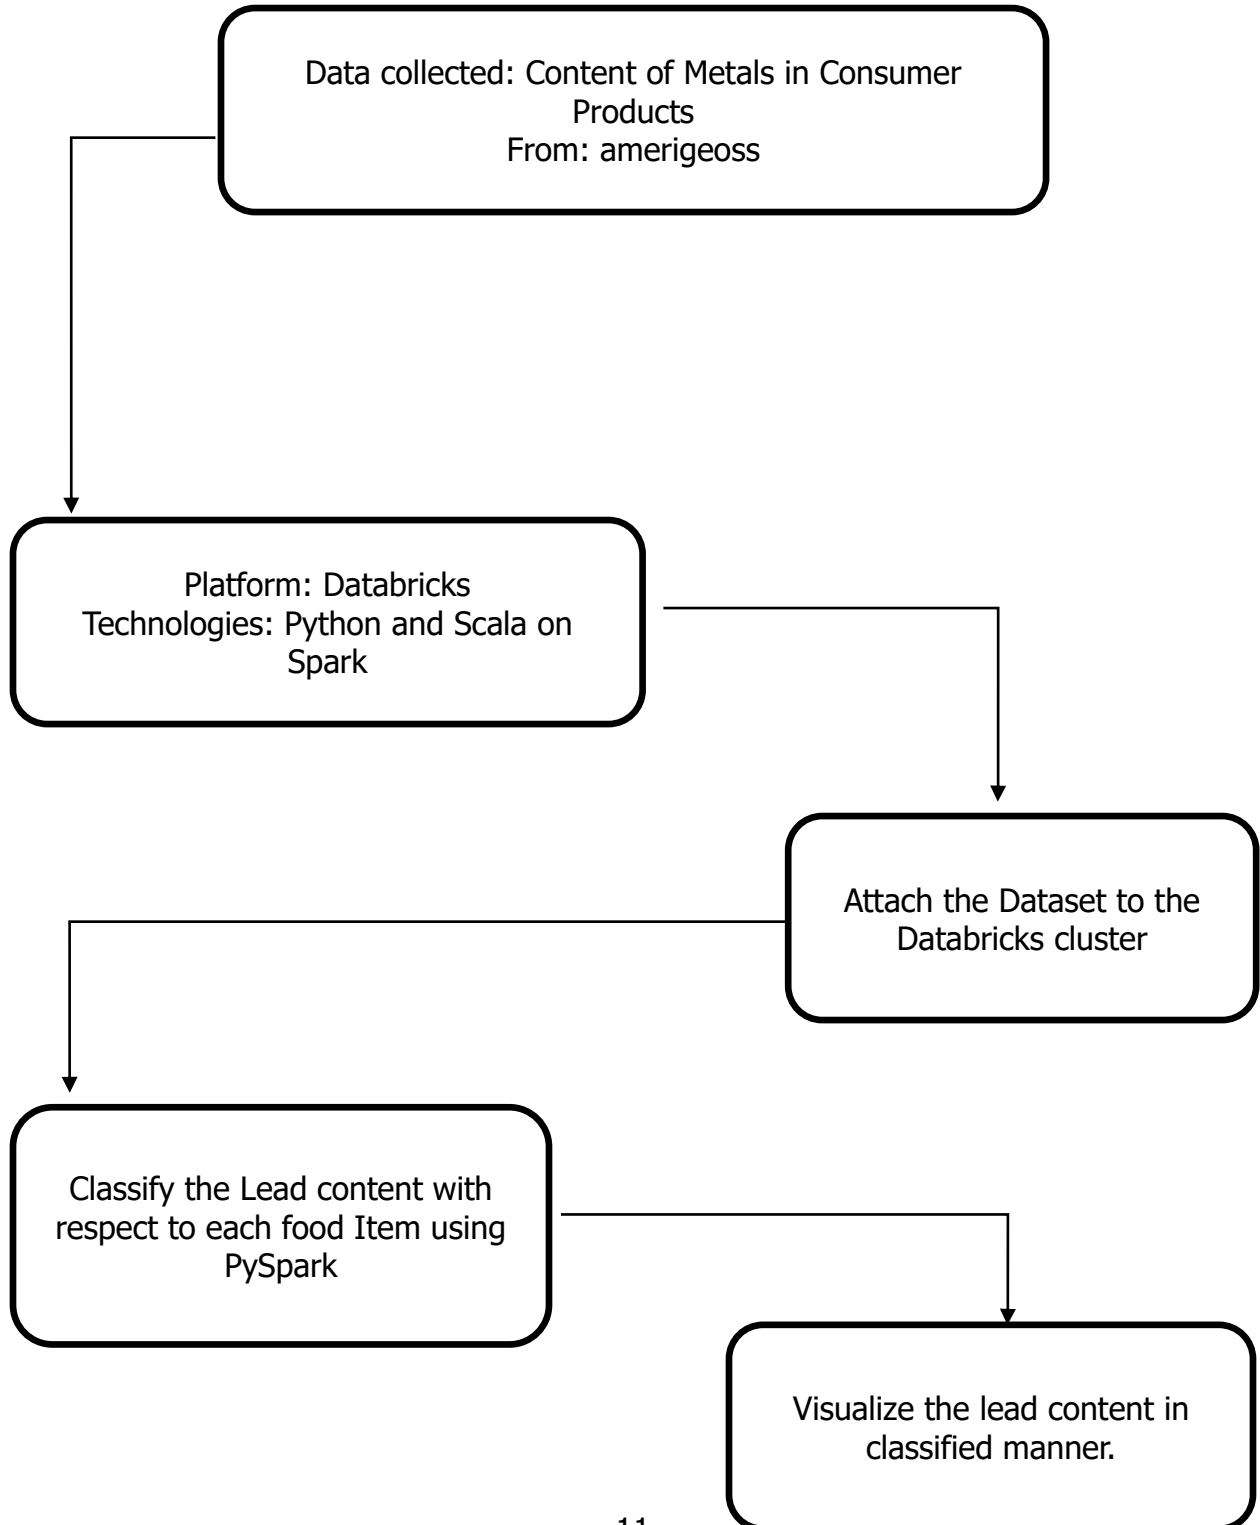 Data collected: Content of Metals in Consumer
Products
From: amerigeoss
Platform: Databricks
Technologies: Python and Scala on
Spark
Attach the Dataset to the
Databricks cluster
Classify the Lead content with
respect to each food Item using
PySpark
Visualize the lead content in
classified manner.
11